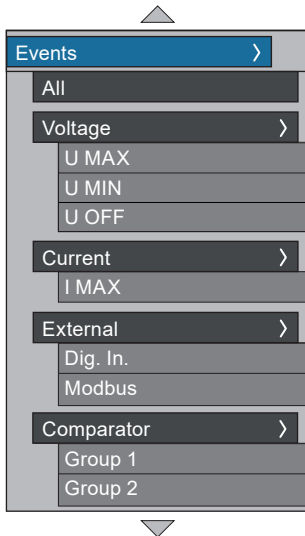 Events
All
Voltage
U MAX
U MIN
U OFF
Current
I MAX
External
Dig. In.
Modbus
Comparator
Group 1
Group 2